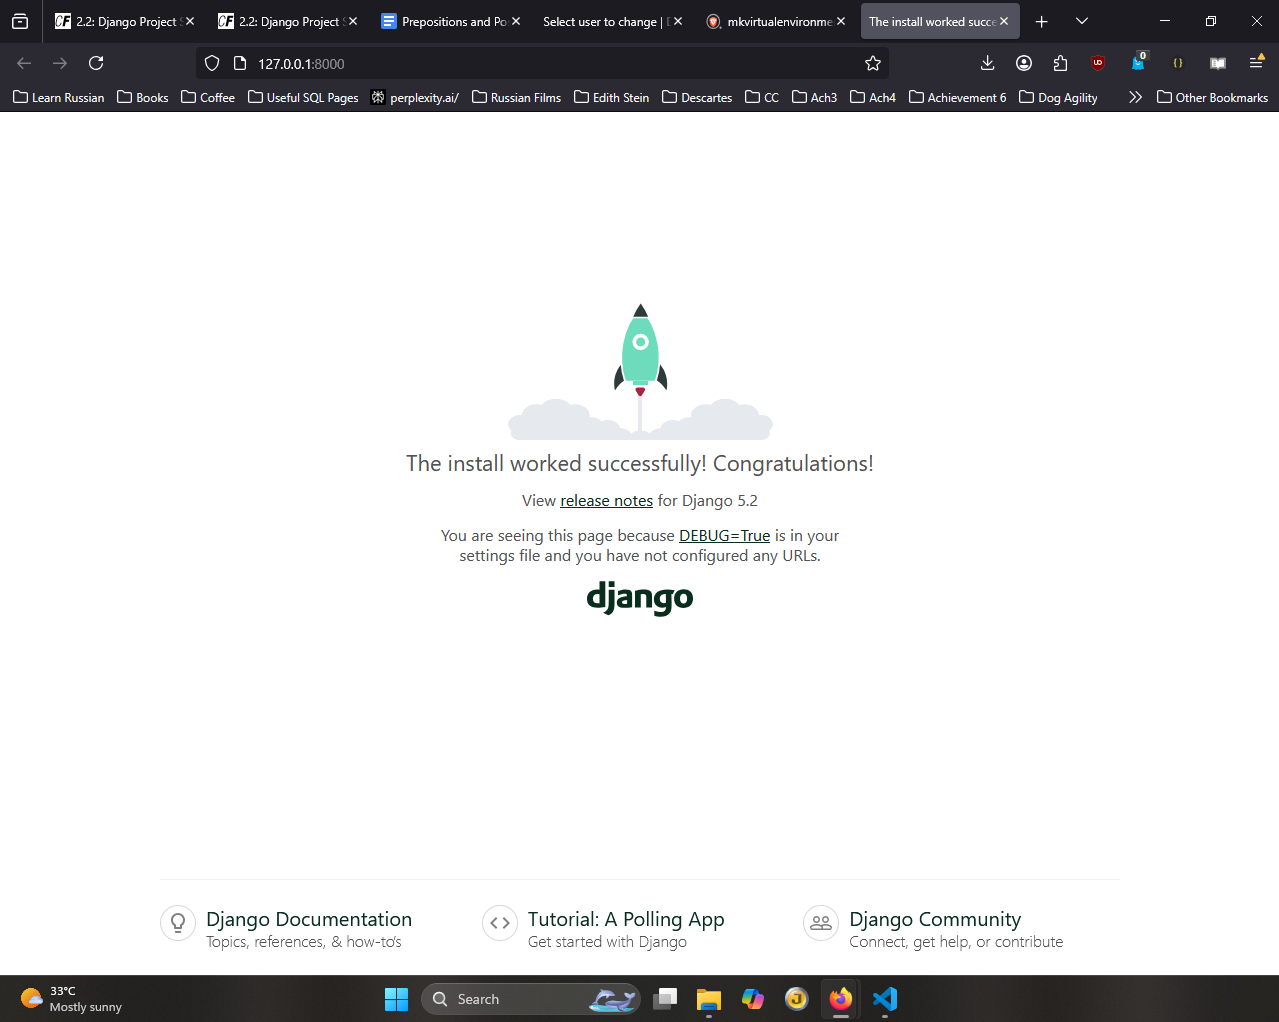 2.2: Django Project S
2.2: Django Project S
Prepositions and Po
Select user to change | D
mkvirtualenvironme
The install worked succe
127.0.0.1:8000
UD
0
Learn Russian
Books
Coffee
Useful SQL Pages
perplexity.ai/
Russian Films
Edith Stein
Descartes
CC
Ach3
Ach4
Achievement 6
Dog Agility
Other Bookmarks
The install worked successfully! Congratulations!
View release notes for Django 5.2
You are seeing this page because DEBUG=True is in your
settings file and you have not configured any URLs.
django
Django Documentation
Topics, references, & how-to's
Tutorial: A Polling App
Get started with Django
Django Community
Connect, get help, or contribute
33°C
Mostly sunny
Search